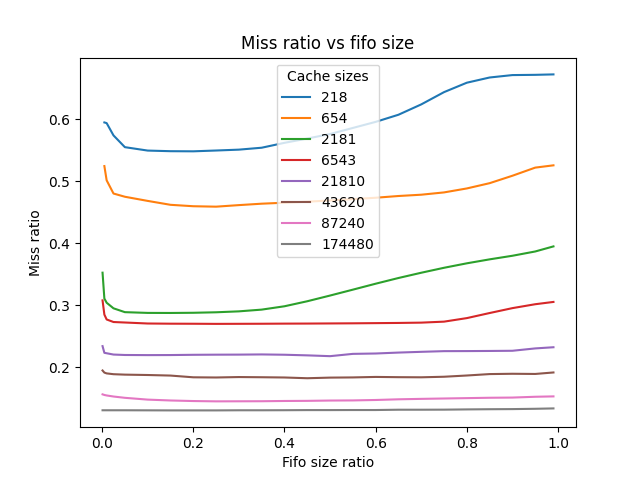 Miss ratio vs fifo size
Cache sizes
218
654
2181
6543
21810
43620
87240
174480
Miss ratio
0.6
0.5
0.4
0.3
0.2
0.0 0.2 0.4 0.6 0.8 1.0
Fifo size ratio